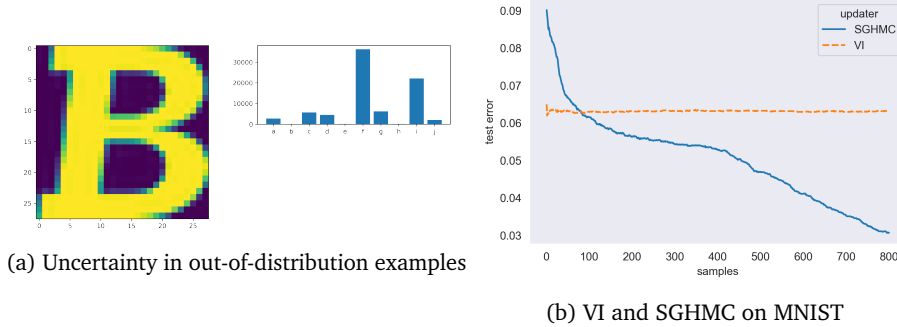 0
5
10
15
20
25
0 5 10 15 20 25
30000
20000
10000
0
a b c d e f g h i j
(a) Uncertainty in out-of-distribution examples
0.09
0.08
0.07
0.06
0.05
0.04
0.03
test error
updater
SGHMC
VI
0 100 200 300 400 500 600 700 800
samples
(b) VI and SGHMC on MNIST